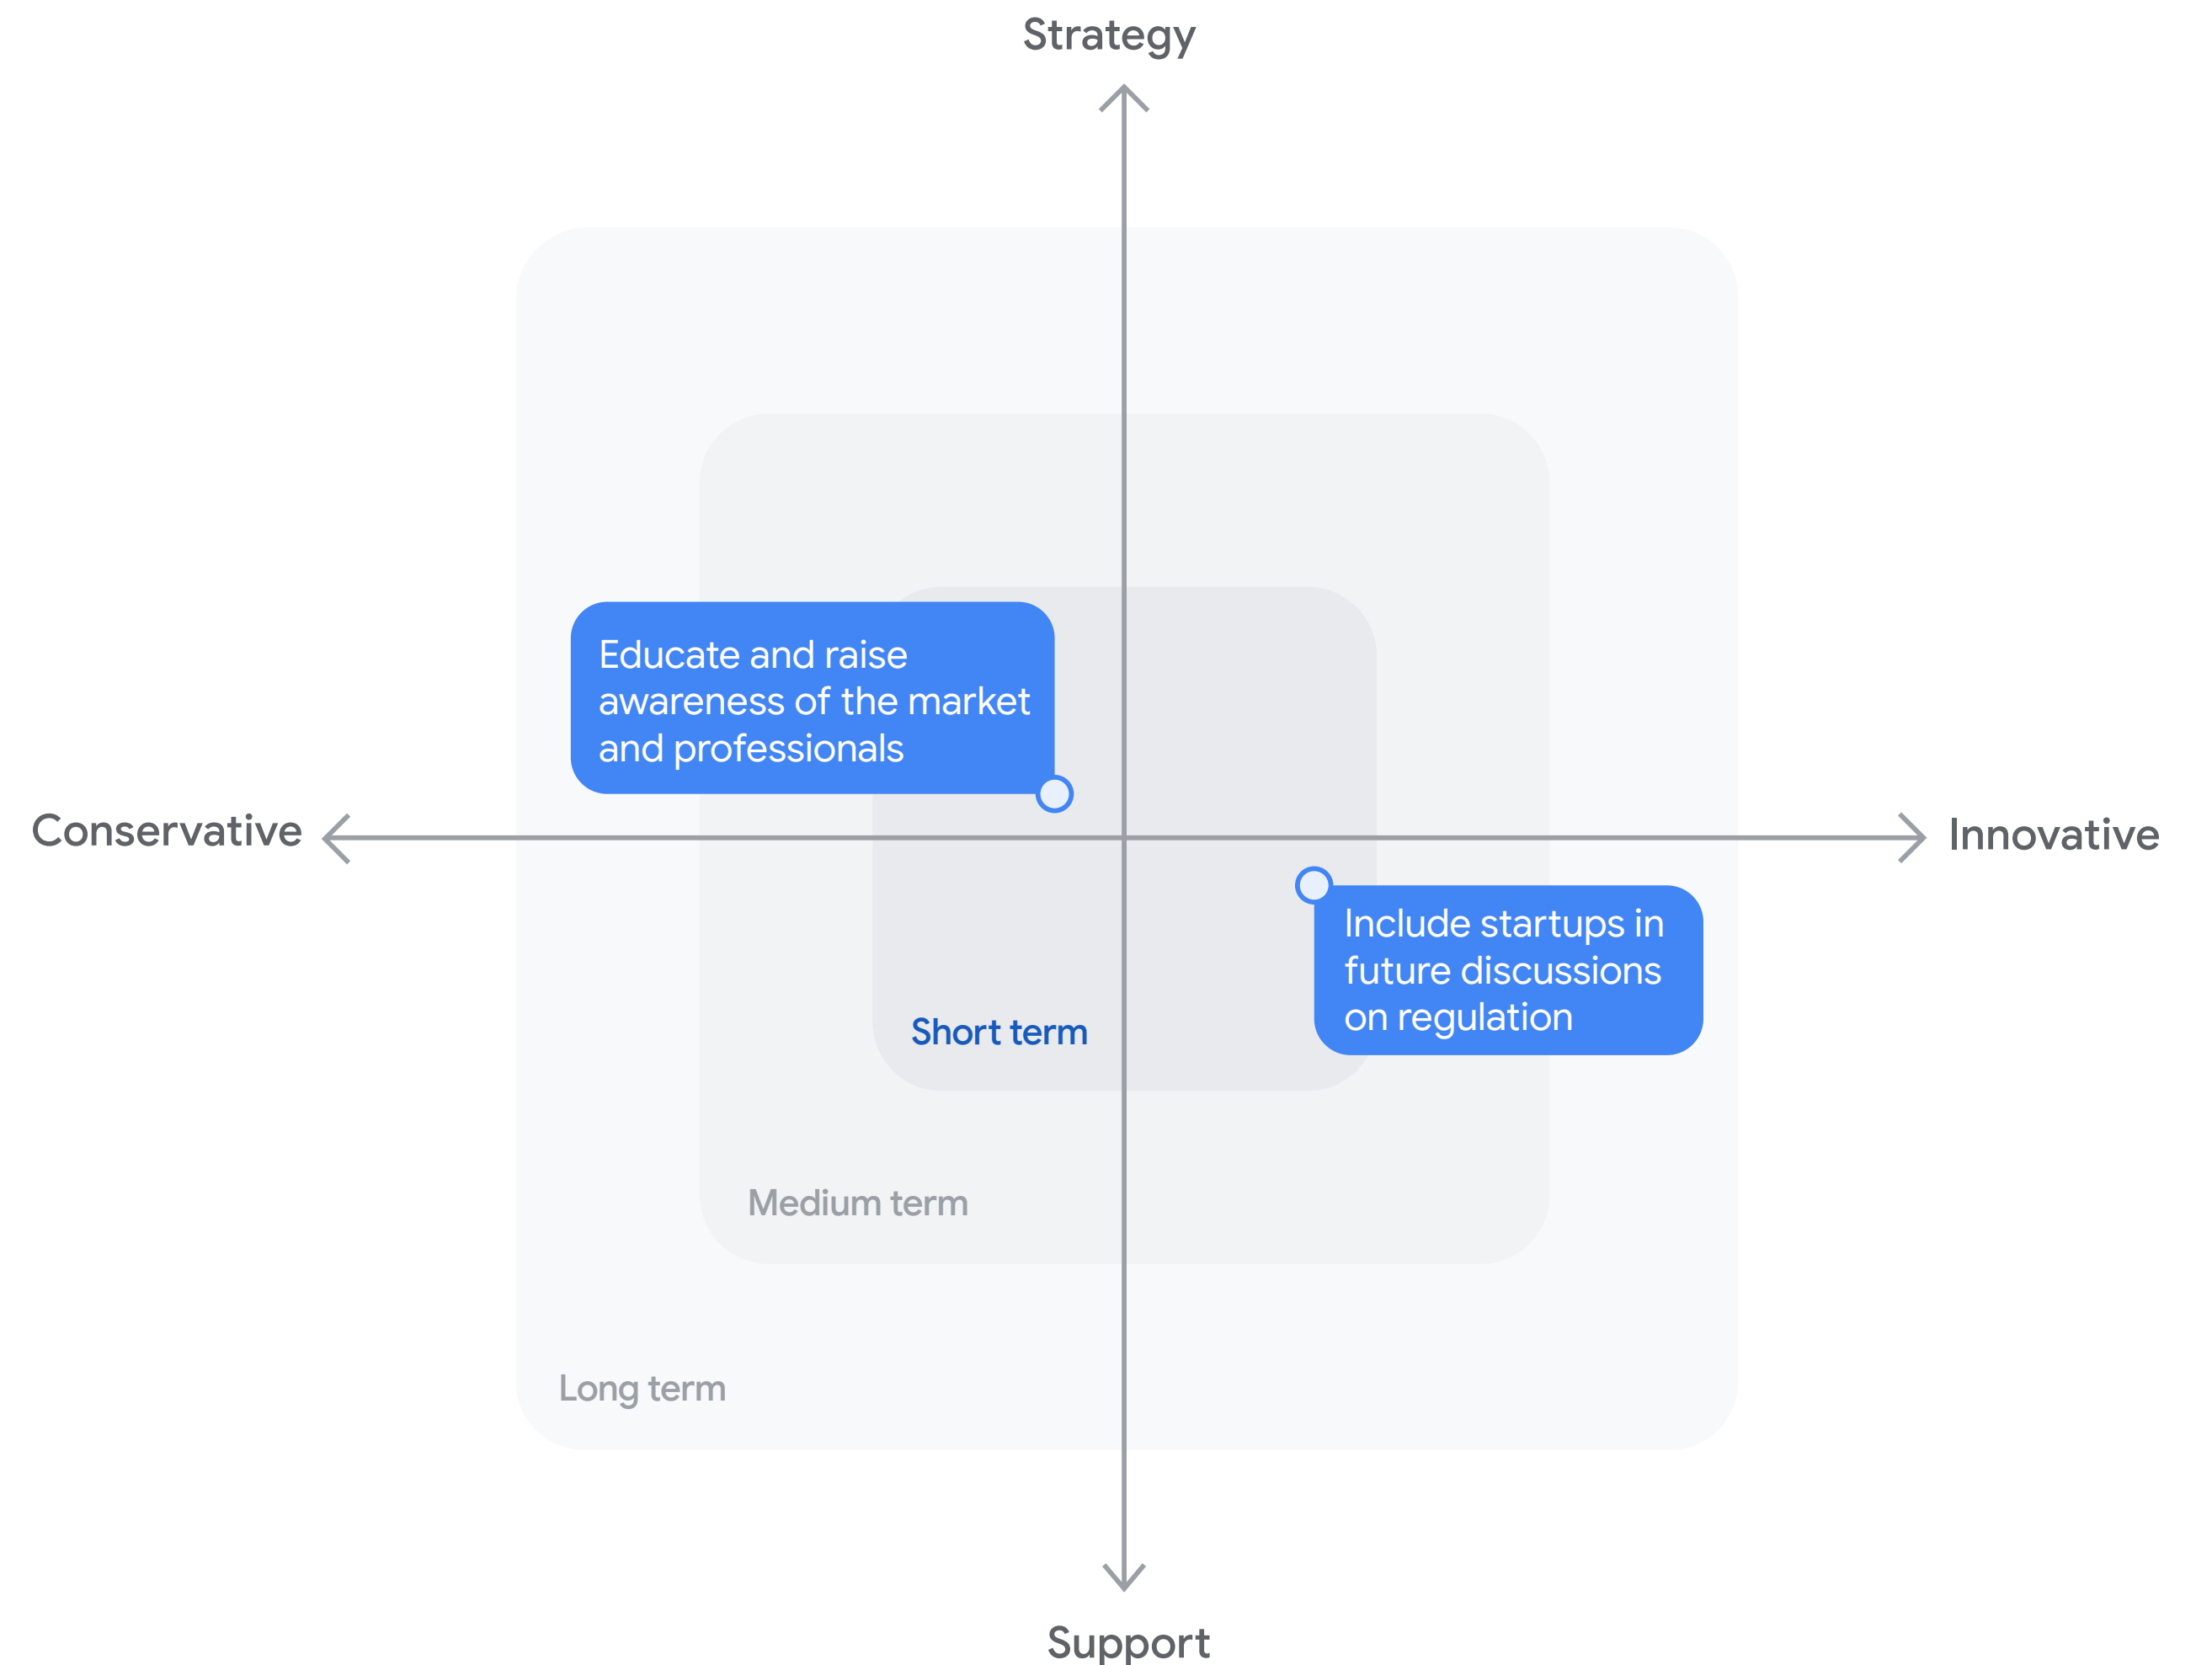 Strategy
Educate and raise
awareness of the market
and professionals
Conservative
Innovative
Include startups in
future discussions
on regulation
Short term
Medium term
Long term
Support